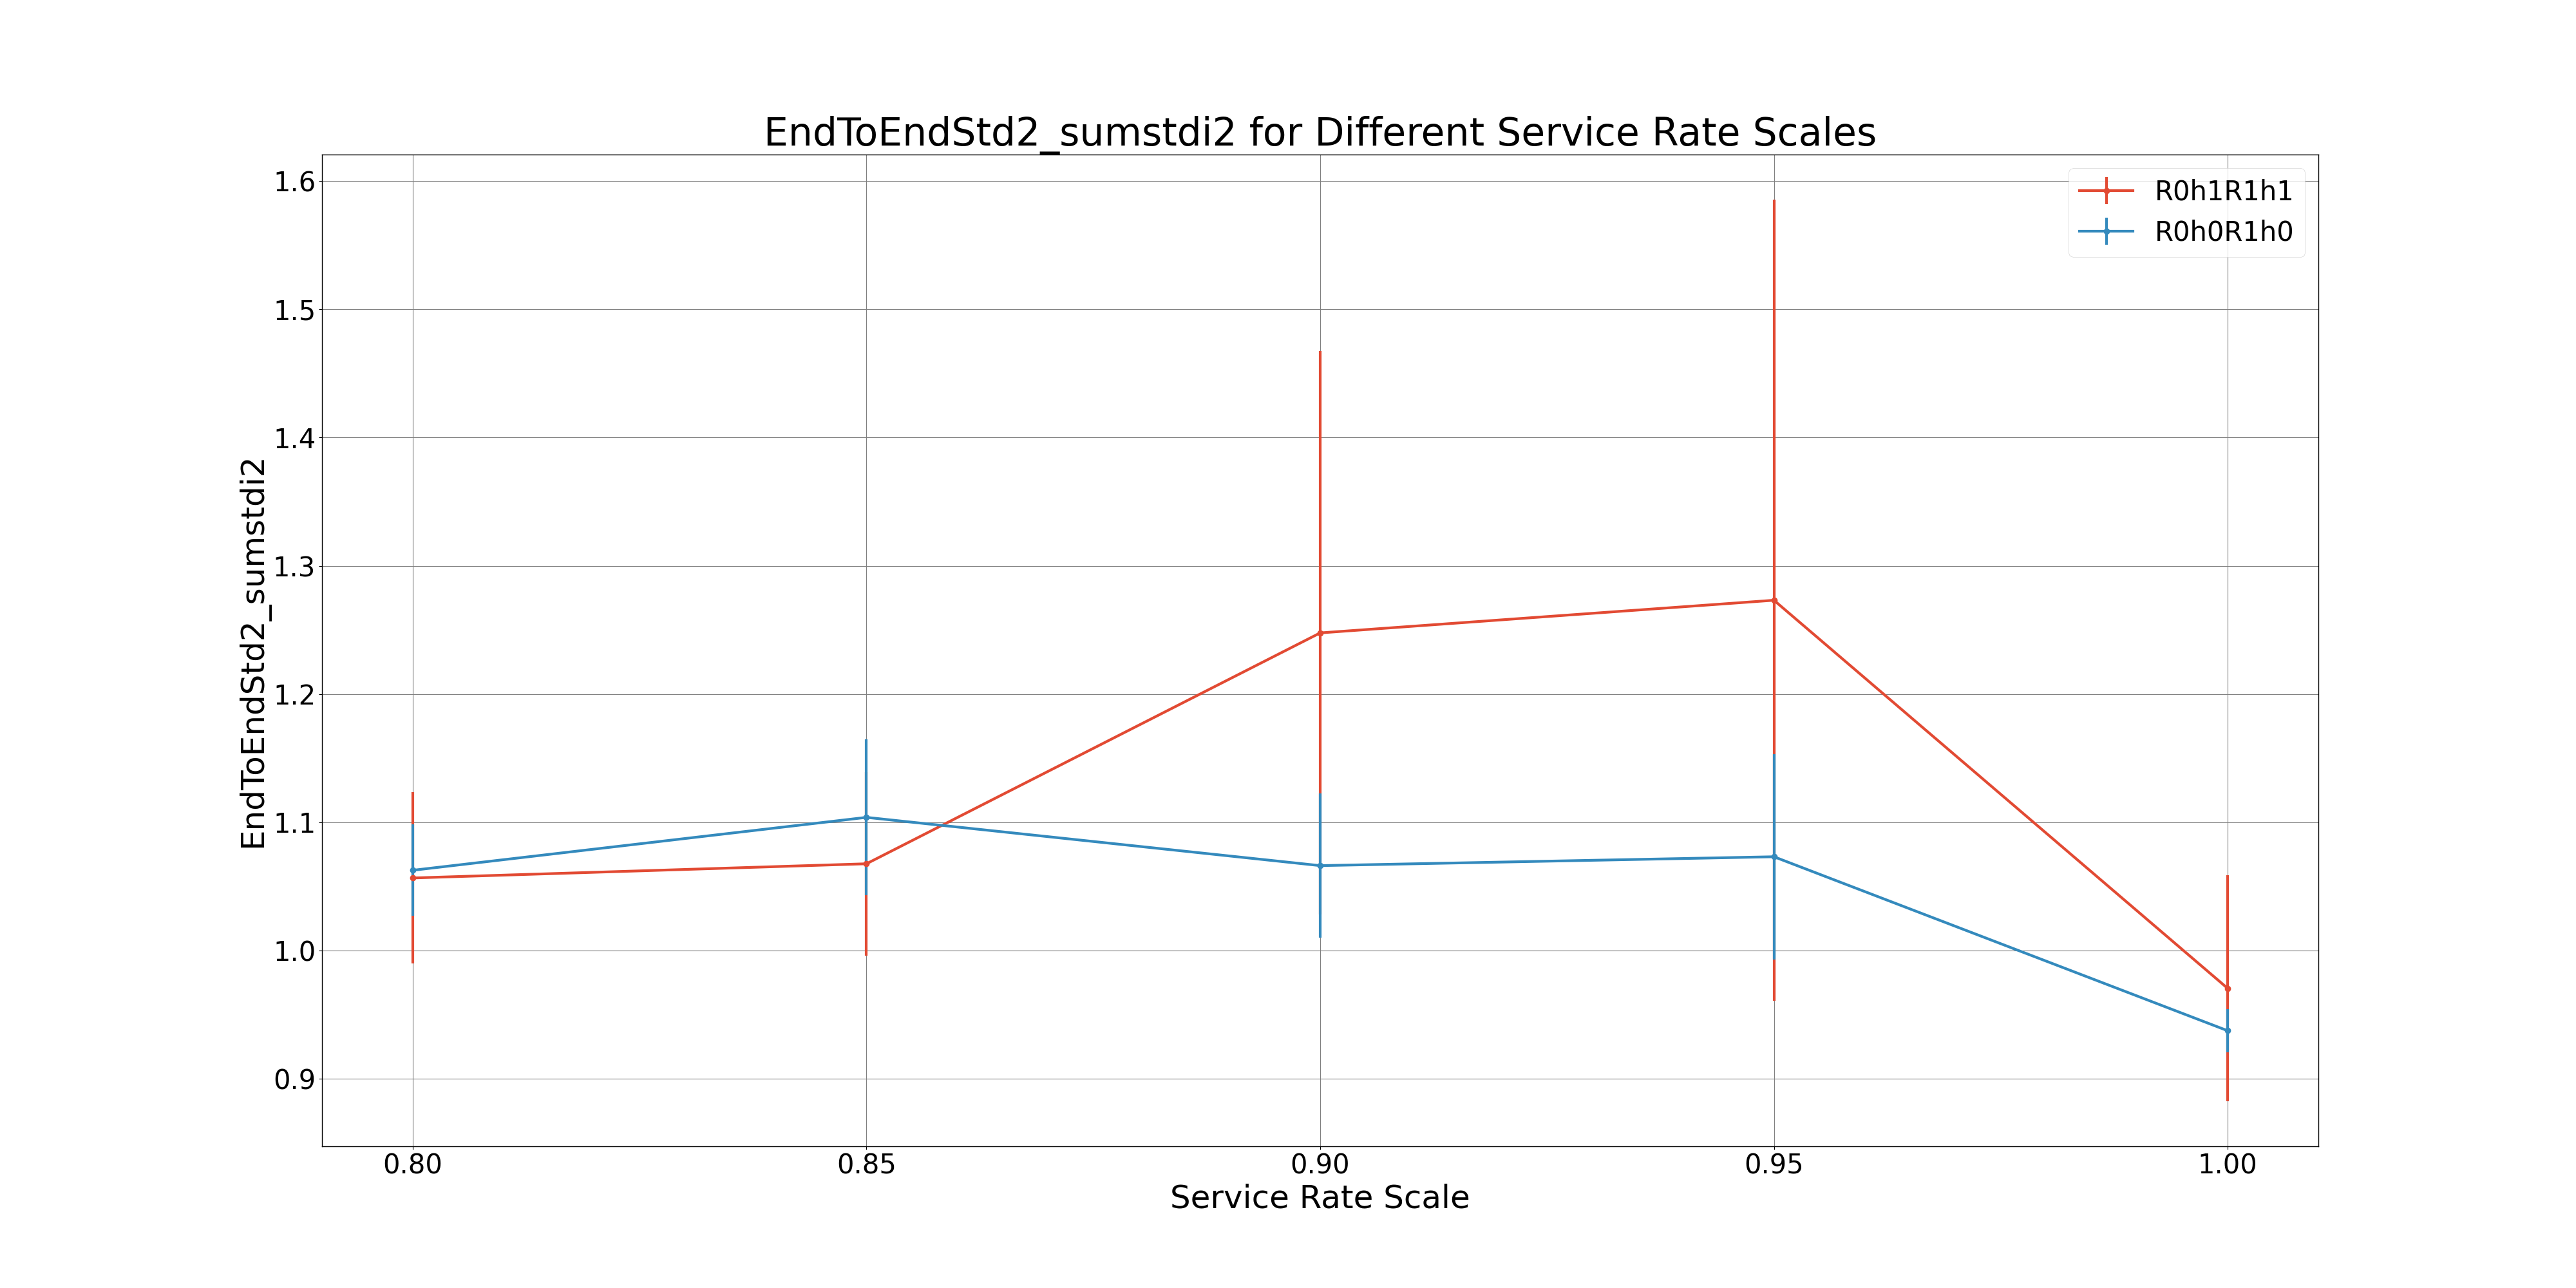 EndToEndStd2_sumstdi2 for Different Service Rate Scales
R0h1R1h1
R0h0R1h0
EndToEndStd2_sumstdi2
1.6
1.5
1.4
1.3
1.2
1.1
1.0
0.9
0.80 0.85 0.90 0.95 1.00
Service Rate Scale